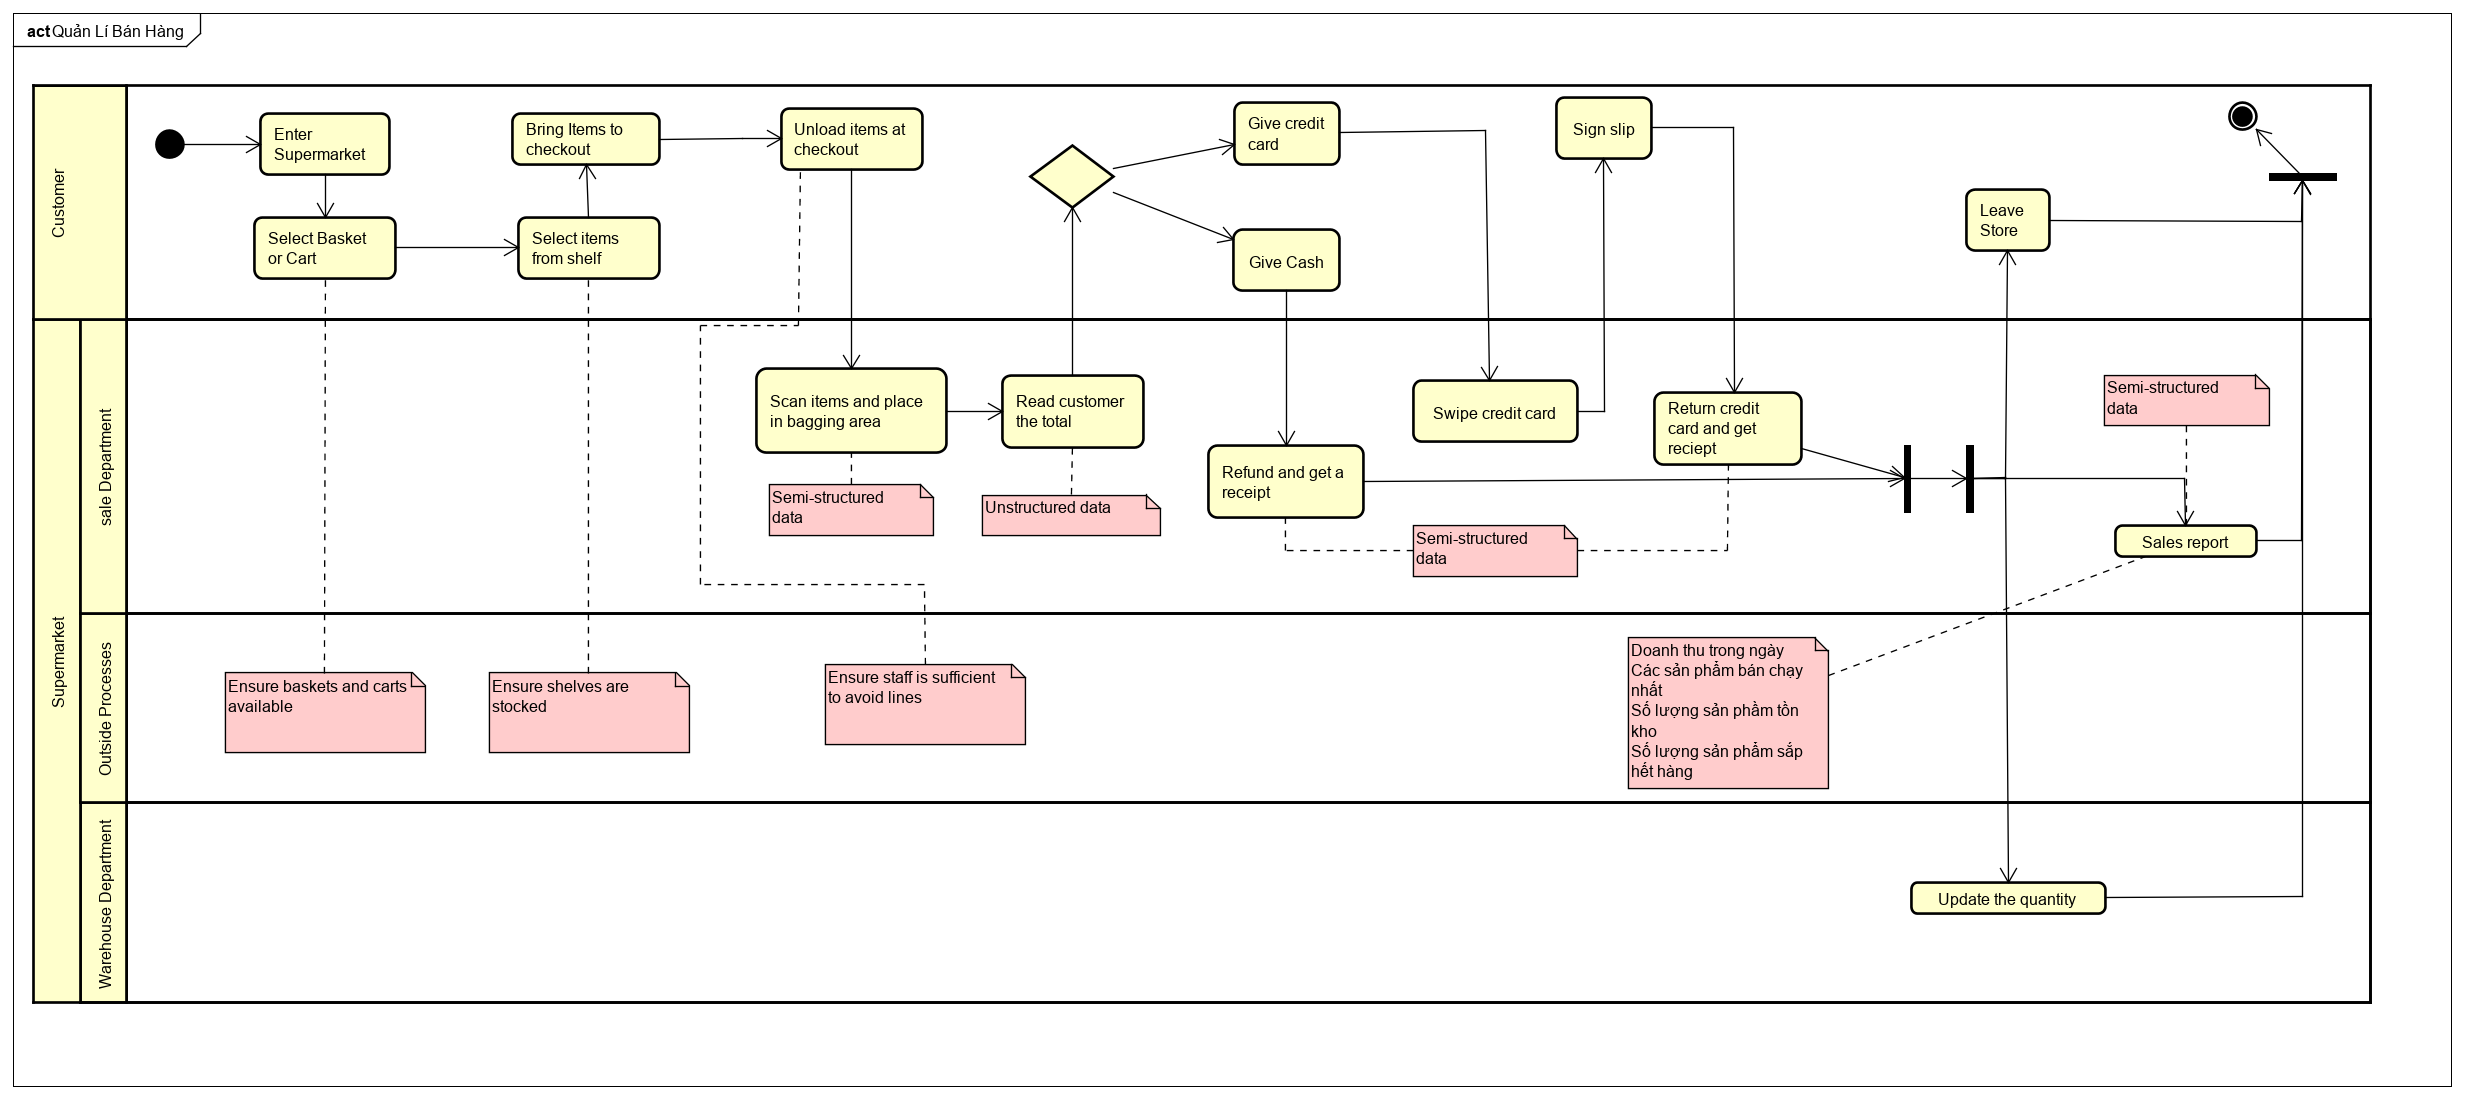 act Quản Lí Bán Hàng
Customer
Enter
Supermarket
Select Basket
or Cart
Bring Items to
checkout
Select items
from shelf
Unload items at
checkout
Give credit
card
Give Cash
Sign slip
Leave
Store
Supermarket
sale Department
Scan items and place
in bagging area
Semi-structured
data
Read customer
the total
Unstructured data
Refund and get a
receipt
Swipe credit card
Semi-structured
data
Return credit
card and get
reciept
Semi-structured
data
Sales report
Outside Processes
Ensure baskets and carts
available
Ensure shelves are
stocked
Ensure staff is sufficient
to avoid lines
Doanh thu trong ngày
Các sản phẩm bán chạy
nhất
Số lượng sản phầm tồn
kho
Số lượng sản phẩm sắp
hết hàng
Warehouse Department
Update the quantity